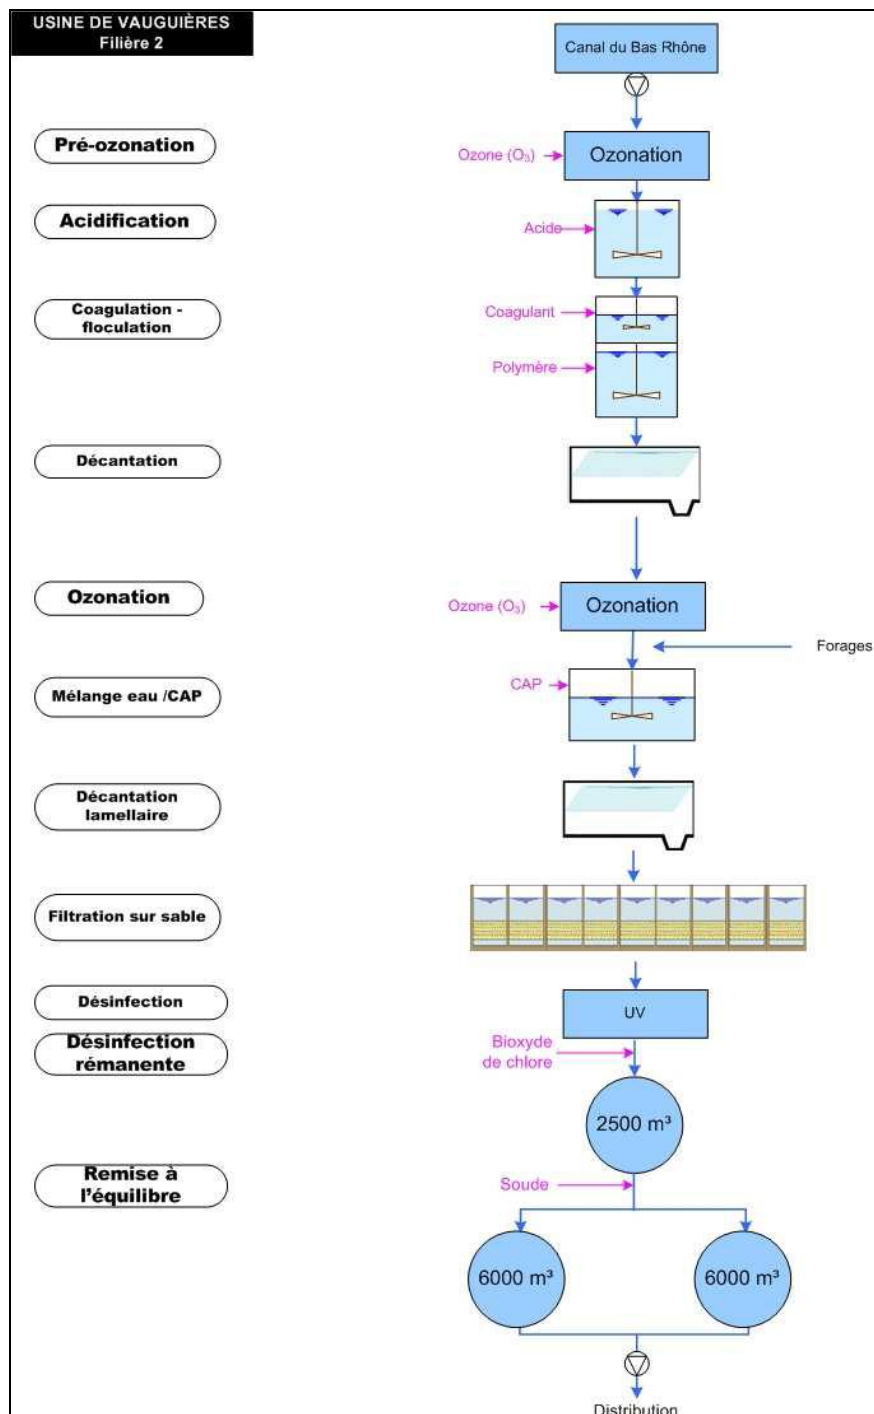 USINE DE VAUGUIÈRES
Filière 2
Canal du Bas Rhône
Pré-ozonation
Ozone (O₃)
Ozonation
Acidification
Acide
Coagulation -
floculation
Coagulant
Polymère
Décantation
Ozonation
Ozone (O₃)
Ozonation
Forages
Mélange eau /CAP
CAP
Décantation
lamellaire
Filtration sur sable
Désinfection
UV
Désinfection
rémanente
Bioxyde
de chlore
2500 m³
Remise à
l'équilibre
Soude
6000 m³
6000 m³
Distribution